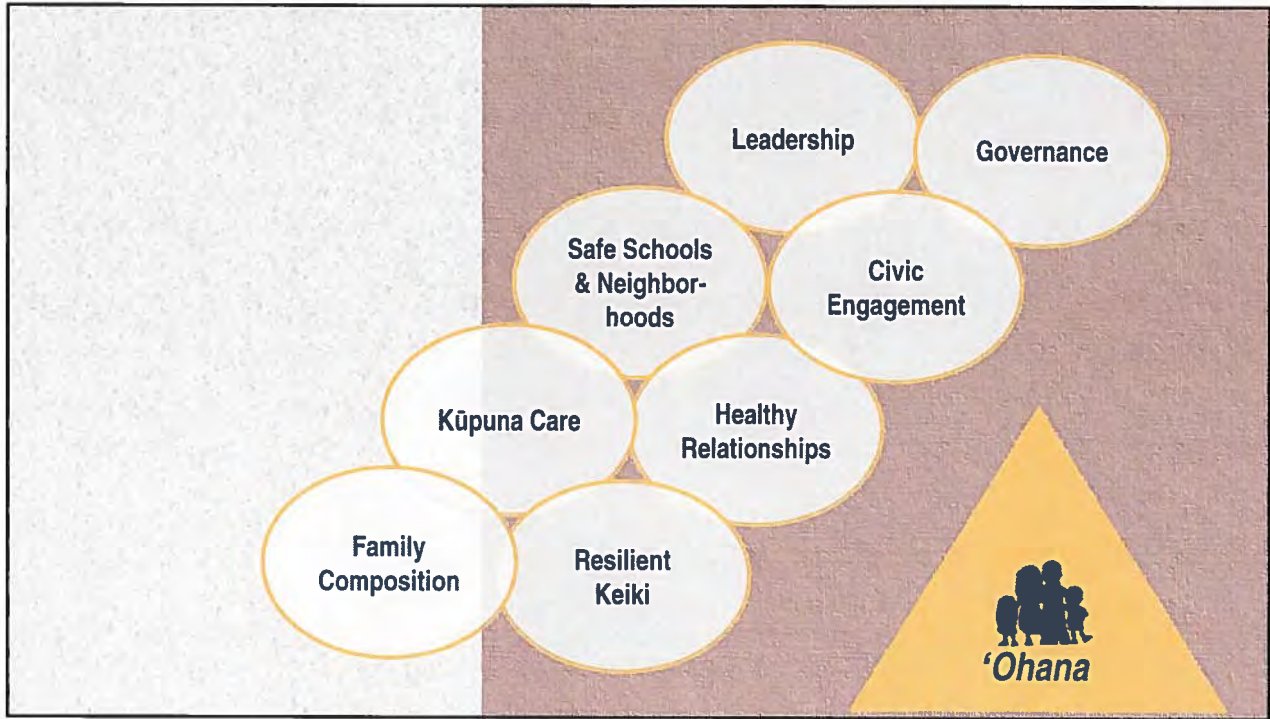 Leadership
Governance
Safe Schools
& Neighbor-
hoods
Civic
Engagement
Kūpuna Care
Healthy
Relationships
Family
Composition
Resilient
Keiki
‘Ohana